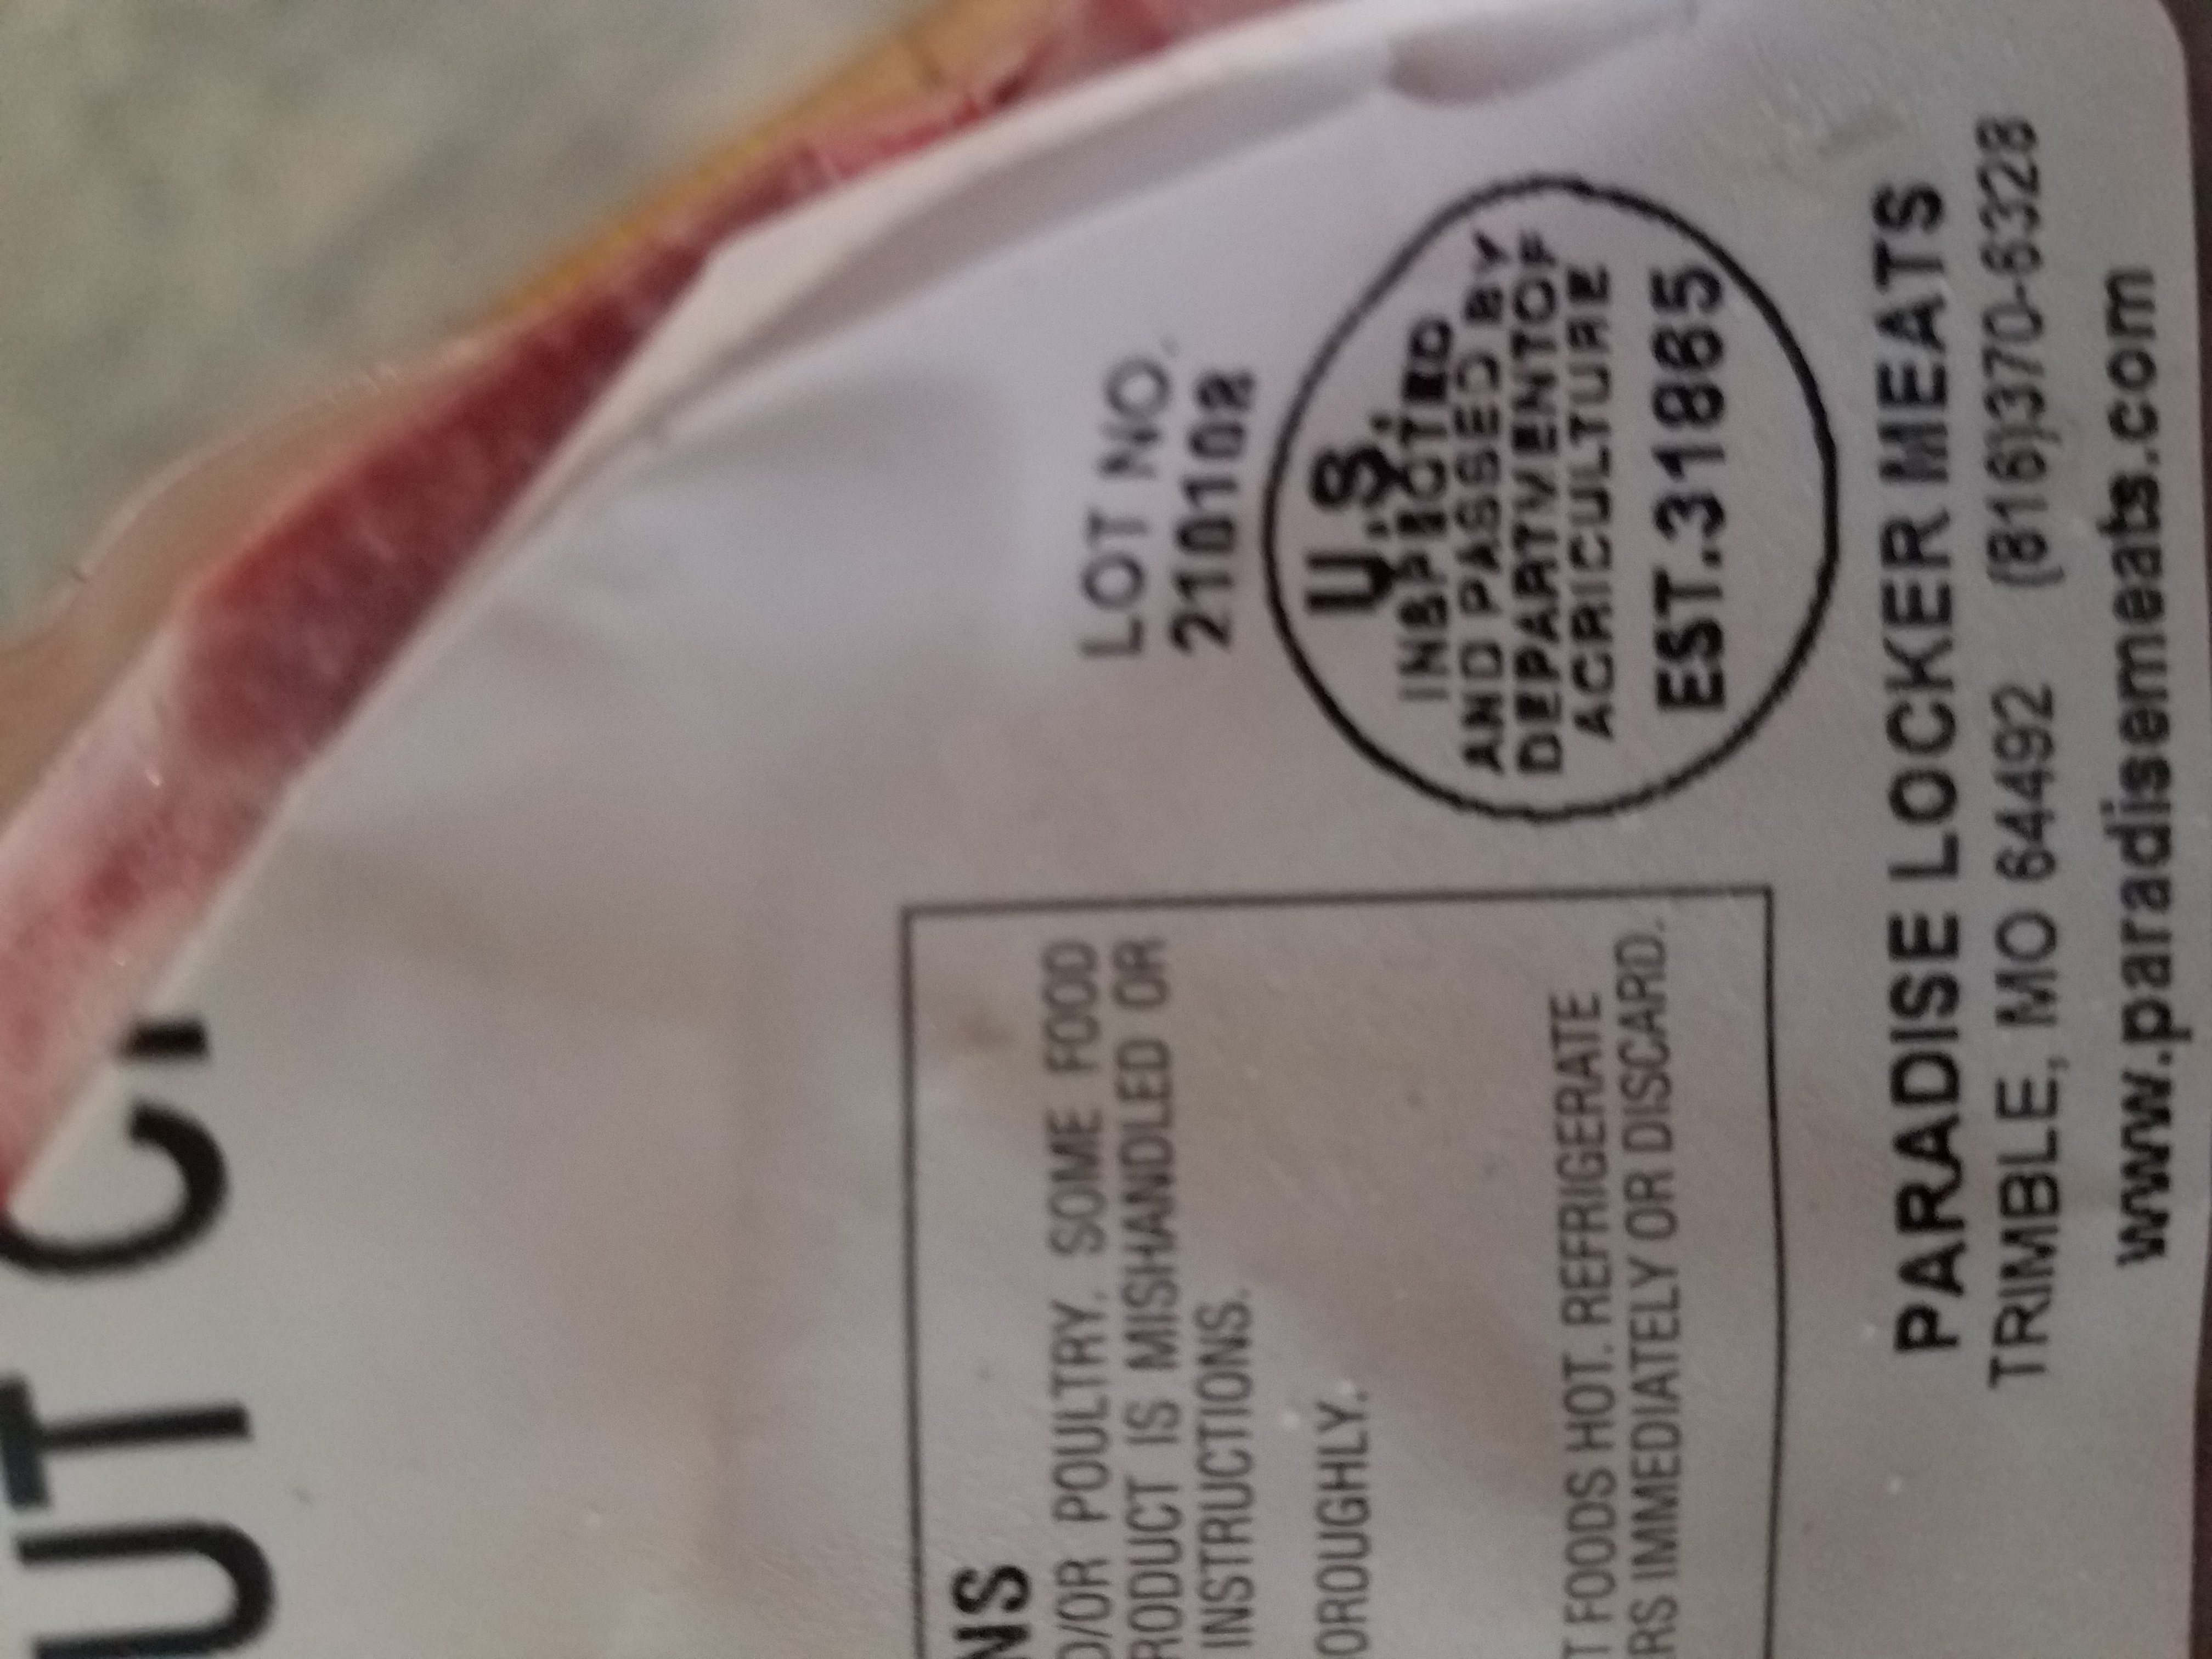 UT C
NS
D/OR POULTRY. SOME FOOD
RODUCT IS MISHANDLED OR
INSTRUCTIONS.
OROUGHLY.
T FOODS HOT. REFRIGERATE
RS IMMEDIATELY OR DISCARD.
LOT NO.
210108
U.S.
INSPECTED
AND PASSED BY
DEPARTMENT OF
AGRICULTURE
EST.31865
PARADISE LOCKER MEATS
TRIMBLE, MO 64492 (816)370-6328
www.paradisemeats.com